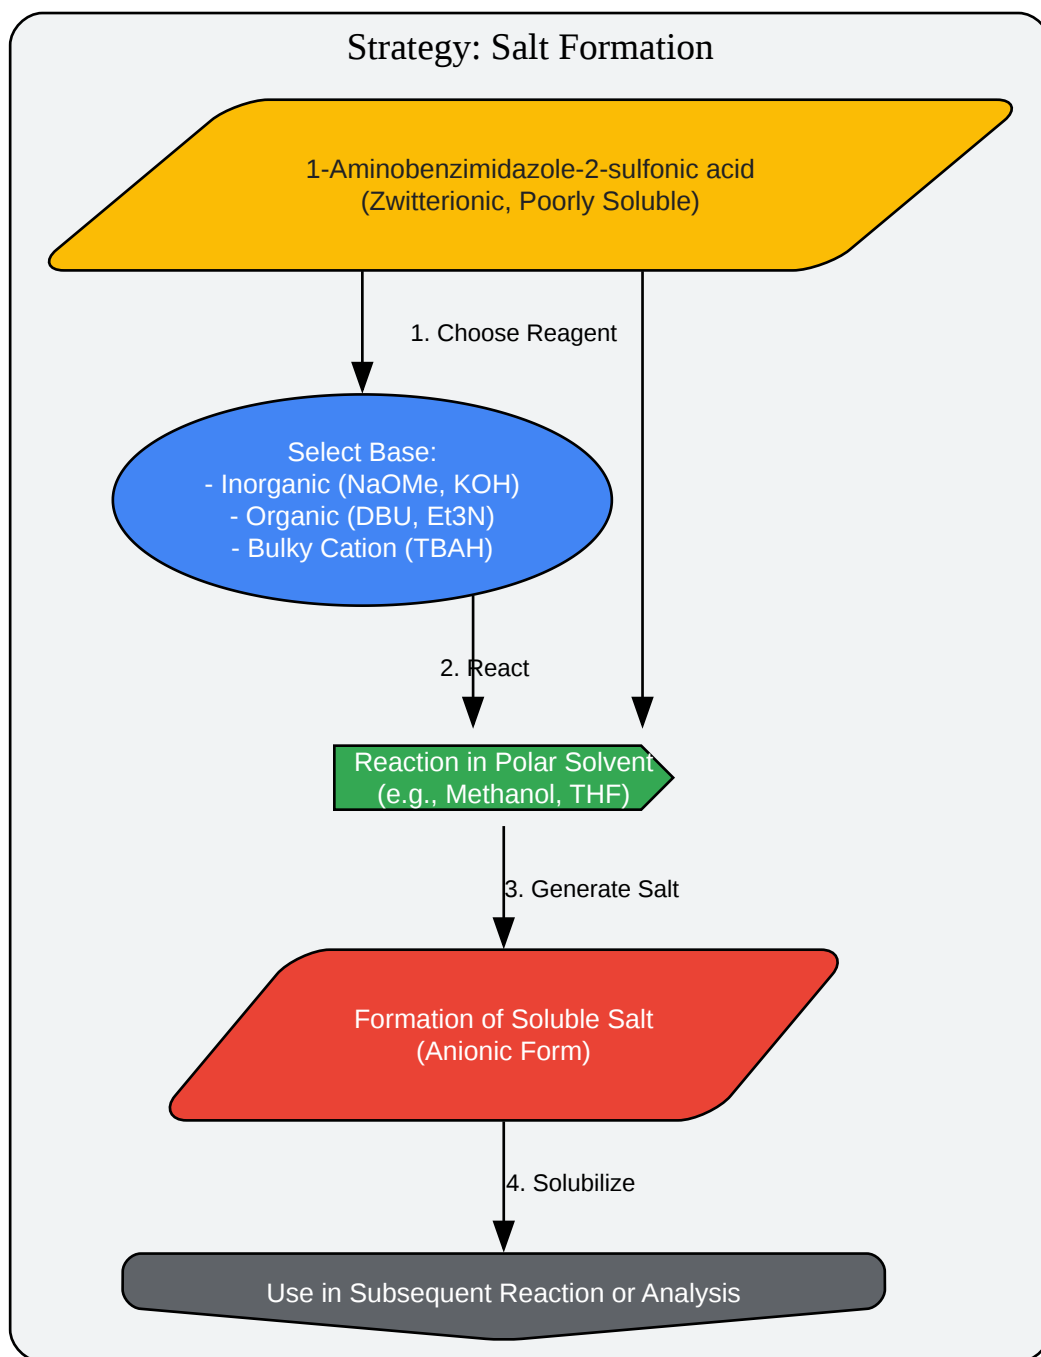 Strategy: Salt Formation
1-Aminobenzimidazole-2-sulfonic acid
(Zwitterionic, Poorly Soluble)
1. Choose Reagent
Select Base:
- Inorganic (NaOMe, KOH)
- Organic (DBU, Et3N)
- Bulky Cation (TBAH)
2. React
Reaction in Polar Solvent
(e.g., Methanol, THF)
3. Generate Salt
Formation of Soluble Salt
(Anionic Form)
4. Solubilize
Use in Subsequent Reaction or Analysis